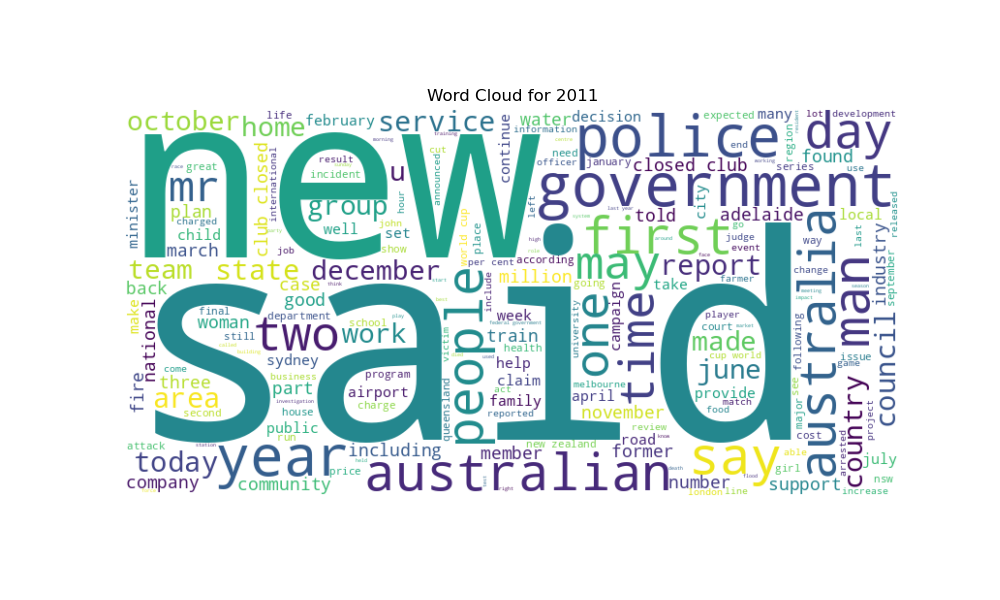 Word Cloud for 2011
october
home
life
february
service
continue
water
information
decision
expected
many
lot
development
day
new
police
need
officer
january
end
closed club
series
region
found
use
minister
mr
great
plan
charged
child
march
club closed
international
result
incident
group
well
job
u
cut
announced
hour
john
set
show
government
left
told
city
adelaide
local
last
released
world cup
place
high
first
last year
go
judge
event
way
team
state
december
per cent
according
may
report
million
going
take
farmer
change
industry
september
back
make
case
good
include
said
people
one
time
campaign
australia
man
council
national
final
woman
still
department
two
work
school
week
train
health
university
player
court
made
cup world
following
issue
game
fire
come
three
area
second
sydney
business
part
program
airport
charge
victim
queensland
help
claim
act
family
reported
melbourne
april
november
june
provide
match
food
see
major
country
project
july
house
investigation
public
run
attack
today
year
including
price
company
community
australian
member
new zealand
review
road
former
number
say
london
line
girl
able
cost
support
arrested
nsw
increase